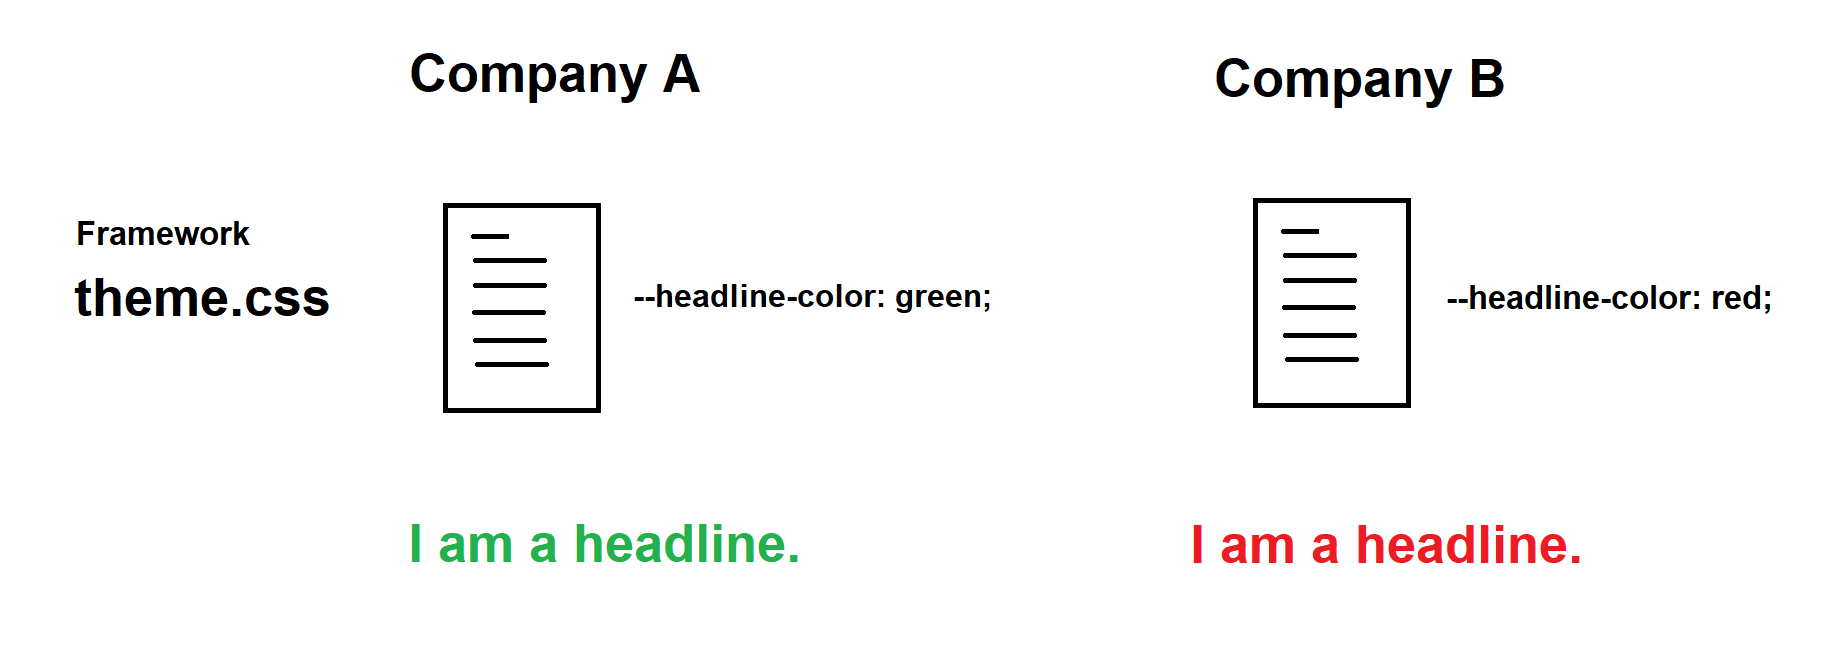 Company A
Company B
Framework
theme.css
--headline-color: green;
--headline-color: red;
I am a headline.
I am a headline.